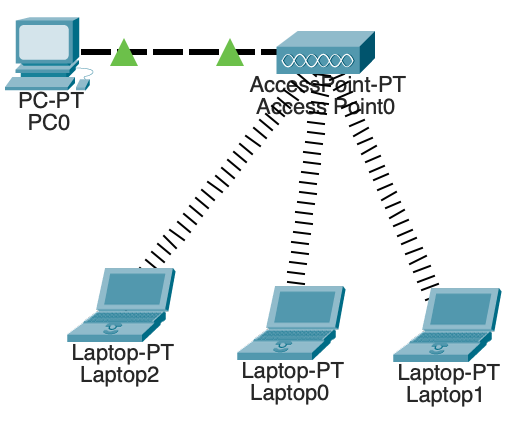 AccessPoint-PT
Access Point0
PC-PT
PC0
Laptop-PT
Laptop2
Laptop-PT
Laptop0
Laptop-PT
Laptop1